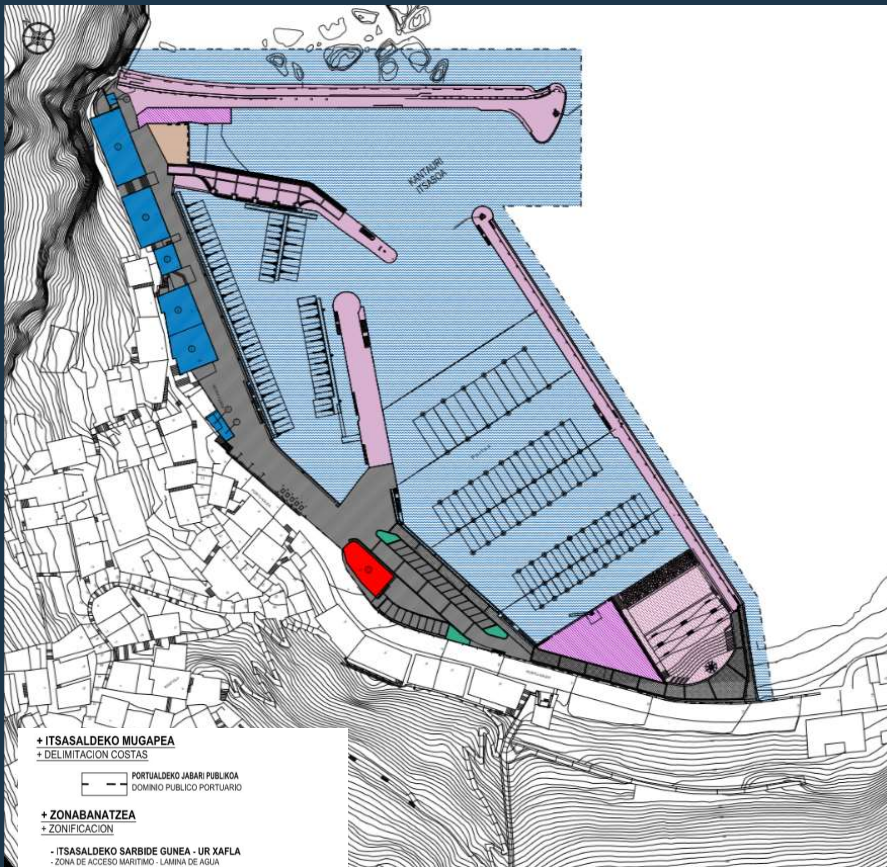 KANTAURI
ITSASOA
+ ITSASALDEKO MUGAPEA
+ DELIMITACION COSTAS
PORTUALDEKO JABARI PUBLIKOA
DOMINIO PUBLICO PORTUARIO
+ ZONABANATZEA
+ ZONIFICACION
- ITSASALDEKO SARBIDE GUNEA - UR XAFLA
- ZONA DE ACCESO MARITIMO - LAMINA DE AGUA